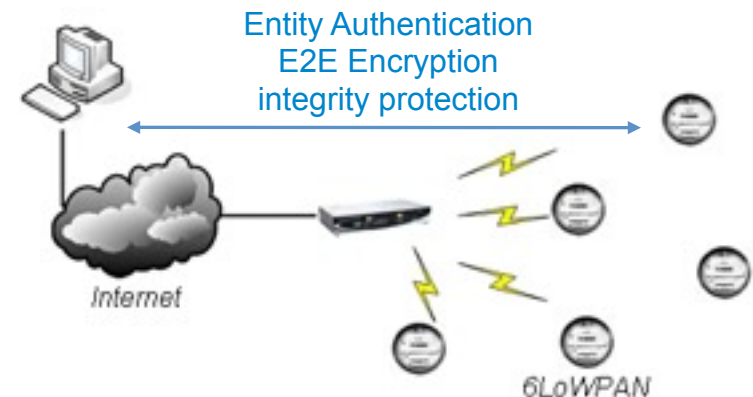 Entity Authentication
E2E Encryption
integrity protection
Internet
6LoWPAN